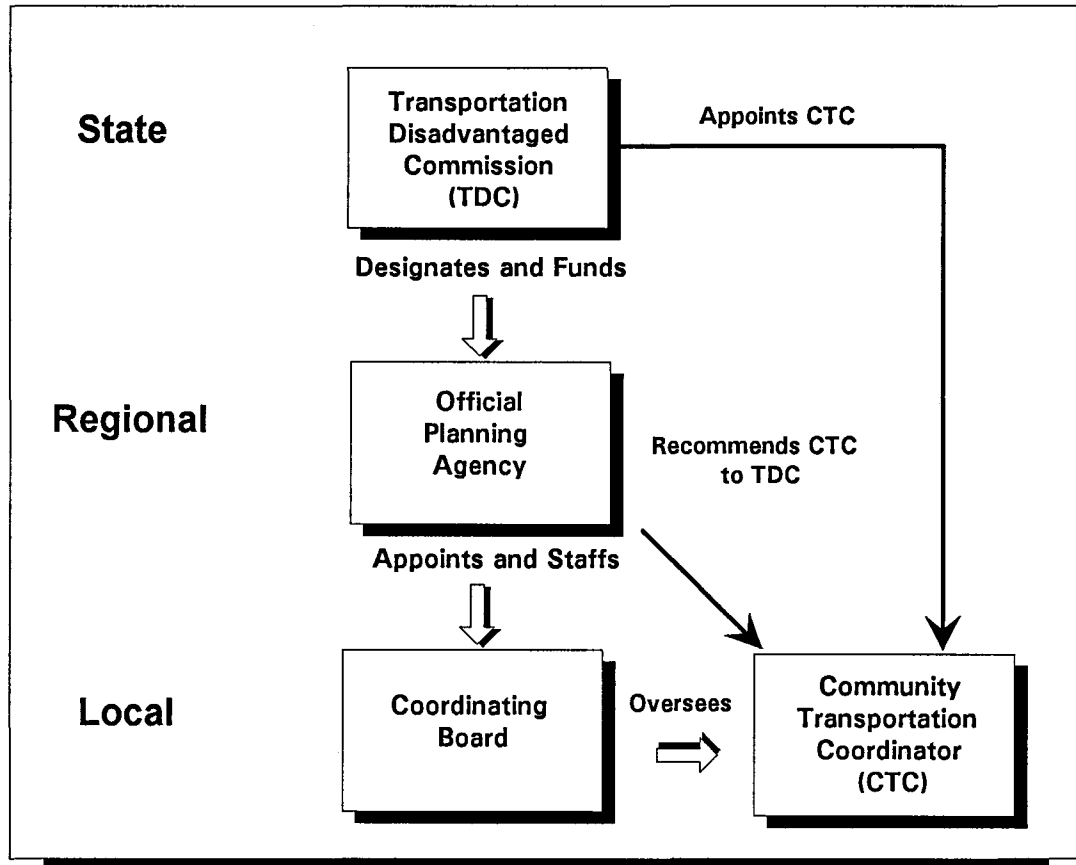 State
Transportation
Disadvantaged
Commission
(TDC)
Appoints CTC
Designates and Funds
Regional
Official
Planning
Agency
Recommends CTC
to TDC
Appoints and Staffs
Local
Coordinating
Board
Oversees
Community
Transportation
Coordinator
(CTC)